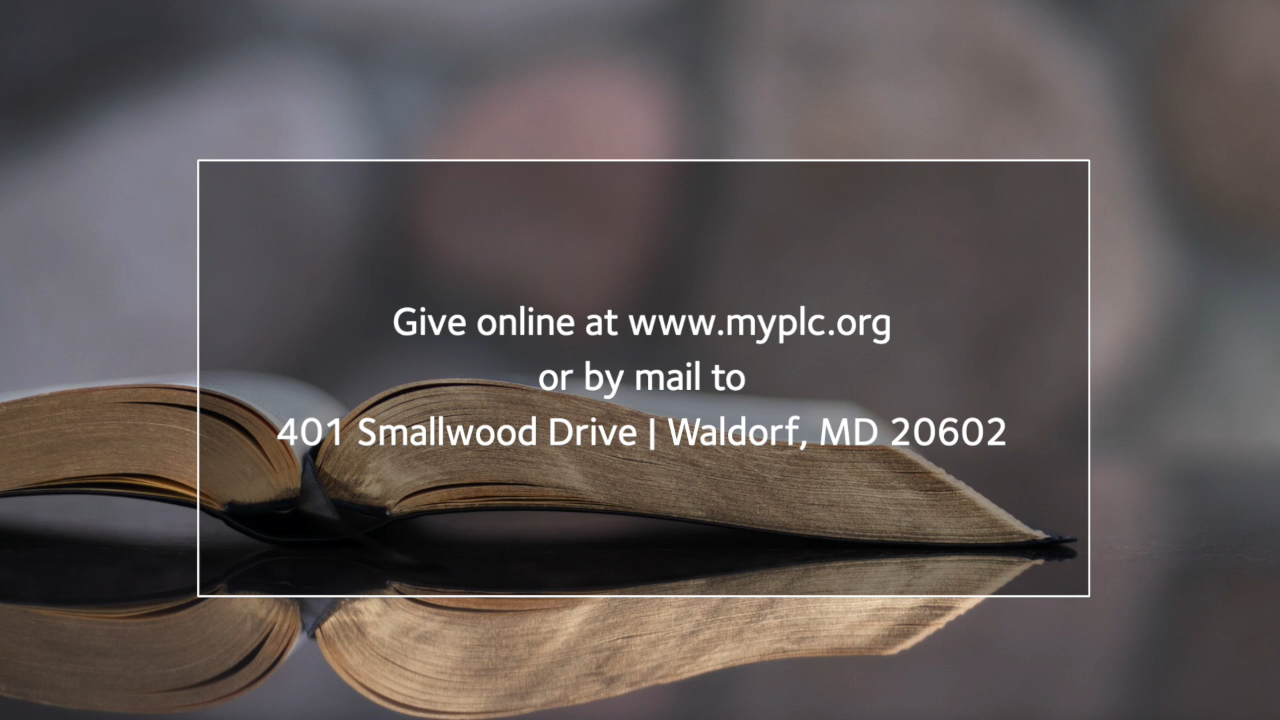 Give online at www.myplc.org
or by mail to
401 Smallwood Drive | Waldorf, MD 20602